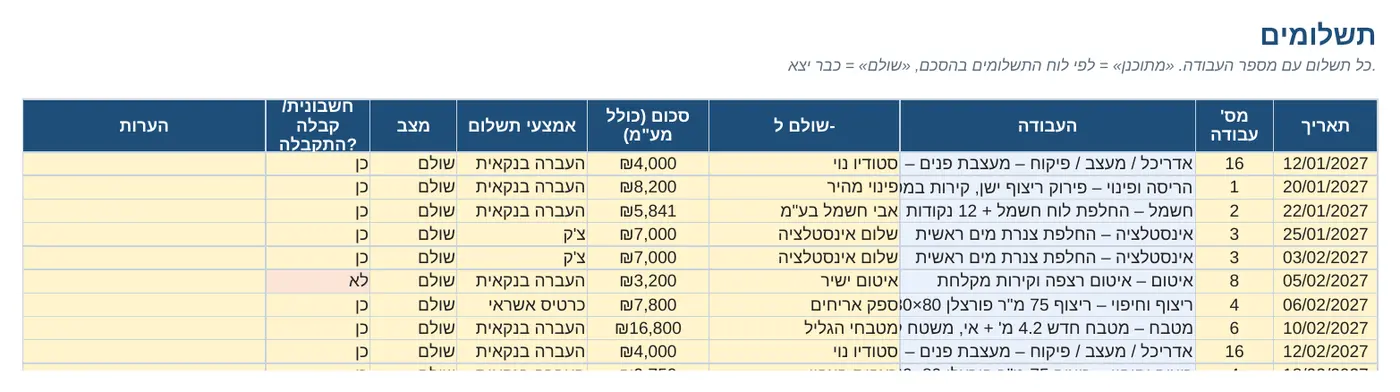 תשלומים
כל תשלום עם מספר העבודה. «מתוכנן» = לפי לוח התשלומים בהסכם, «שולם» = כבר יצא.
תאריך מס' עבודה העבודה שולם ל- סכום (כולל מע"מ) אמצעי תשלום מצב חשבונית/ קבלה התקבלה? הערות
12/01/2027 16 אדריכל / מעצב / פיקוח – מעצבת פנים – סטודיו נוי ₪4,000 העברה בנקאית שולם כן
20/01/2027 1 הריסה ופינוי – פירוק ריצוף ישן, קירות פינוי מהיר ₪8,200 העברה בנקאית שולם כן
22/01/2027 2 חשמל – החלפת לוח חשמל + 12 נקודות אבי חשמל בע"מ ₪5,841 העברה בנקאית שולם כן
25/01/2027 3 אינסטלציה – החלפת צנרת מים ראשית שלום אינסטלציה ₪7,000 צ'ק שולם כן
03/02/2027 3 אינסטלציה – החלפת צנרת מים ראשית שלום אינסטלציה ₪7,000 צ'ק שולם כן
05/02/2027 8 איטום – איטום רצפה וקירות מקלחת איטום ישיר ₪3,200 העברה בנקאית שולם לא
06/02/2027 4 ריצוף וחיפוי – ריצוף 75 מ"ר פורצלן 80×80 ספק אריחים ₪7,800 כרטיס אשראי שולם כן
10/02/2027 6 מטבח – מטבח חדש 4.2 מ' + אי, משטח מטבחי הגליל ₪16,800 העברה בנקאית שולם כן
12/02/2027 16 אדריכל / מעצב / פיקוח – מעצבת פנים – סטודיו נוי ₪4,000 העברה בנקאית שולם כן